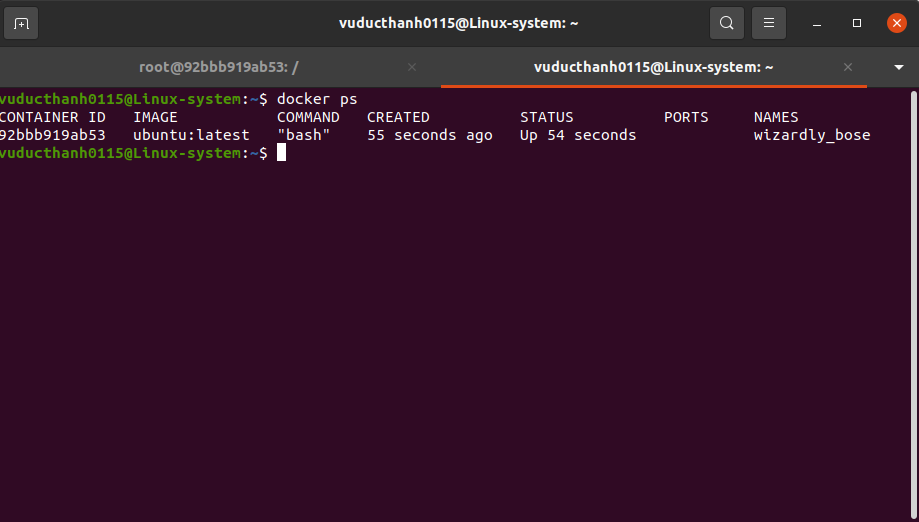 vuducthanh0115@Linux-system: ~
root@92bbb919ab53: /
vuducthanh0115@Linux-system: ~
vuducthanh0115@Linux-system:~$ docker ps
CONTAINER ID   IMAGE           COMMAND   CREATED          STATUS          PORTS     NAMES
92bbb919ab53   ubuntu:latest   "bash"    55 seconds ago   Up 54 seconds             wizardly_bose
vuducthanh0115@Linux-system:~$